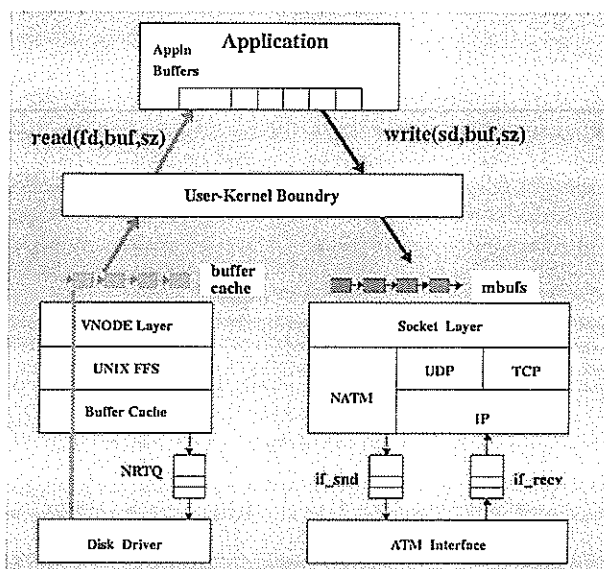 Application
Appln
Buffers
read(fd,buf,sz)
write(sd,buf,sz)
User-Kernel Boundry
buffer
cache
mbufs
VNODE Layer
UNIX FFS
Buffer Cache
Socket Layer
NATM
UDP
TCP
IP
NRTQ
if_snd
if_recv
Disk Driver
ATM Interface